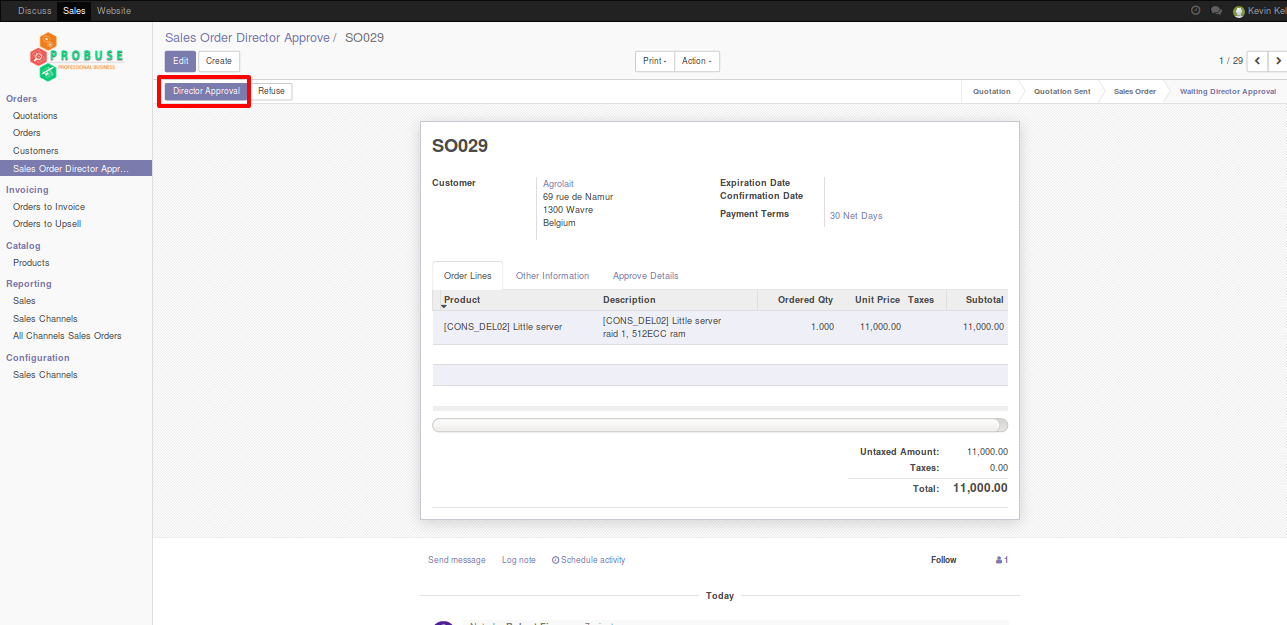 Discuss Sales Website Kevin Kel
PROBUSE
PROFESSIONAL BUSINESS
Sales Order Director Approve / SO029
Edit Create Print Action 1 / 29
Director Approval Refuse Quotation Quotation Sent Sales Order Waiting Director Approval
Orders
Quotations
Orders
Customers
Sales Order Director Appr...
Invoicing
Orders to Invoice
Orders to Upsell
Catalog
Products
Reporting
Sales
Sales Channels
All Channels Sales Orders
Configuration
Sales Channels
SO029
Customer
Agrolait
69 rue de Namur
1300 Wavre
Belgium
Expiration Date
Confirmation Date
Payment Terms 30 Net Days
Order Lines Other Information Approve Details
Product Description Ordered Qty Unit Price Taxes Subtotal
[CONS_DEL02] Little server [CONS_DEL02] Little server raid 1, 512ECC ram 1.000 11,000.00 11,000.00
Untaxed Amount: 11,000.00
Taxes: 0.00
Total: 11,000.00
Send message Log note Schedule activity Follow 1
Today